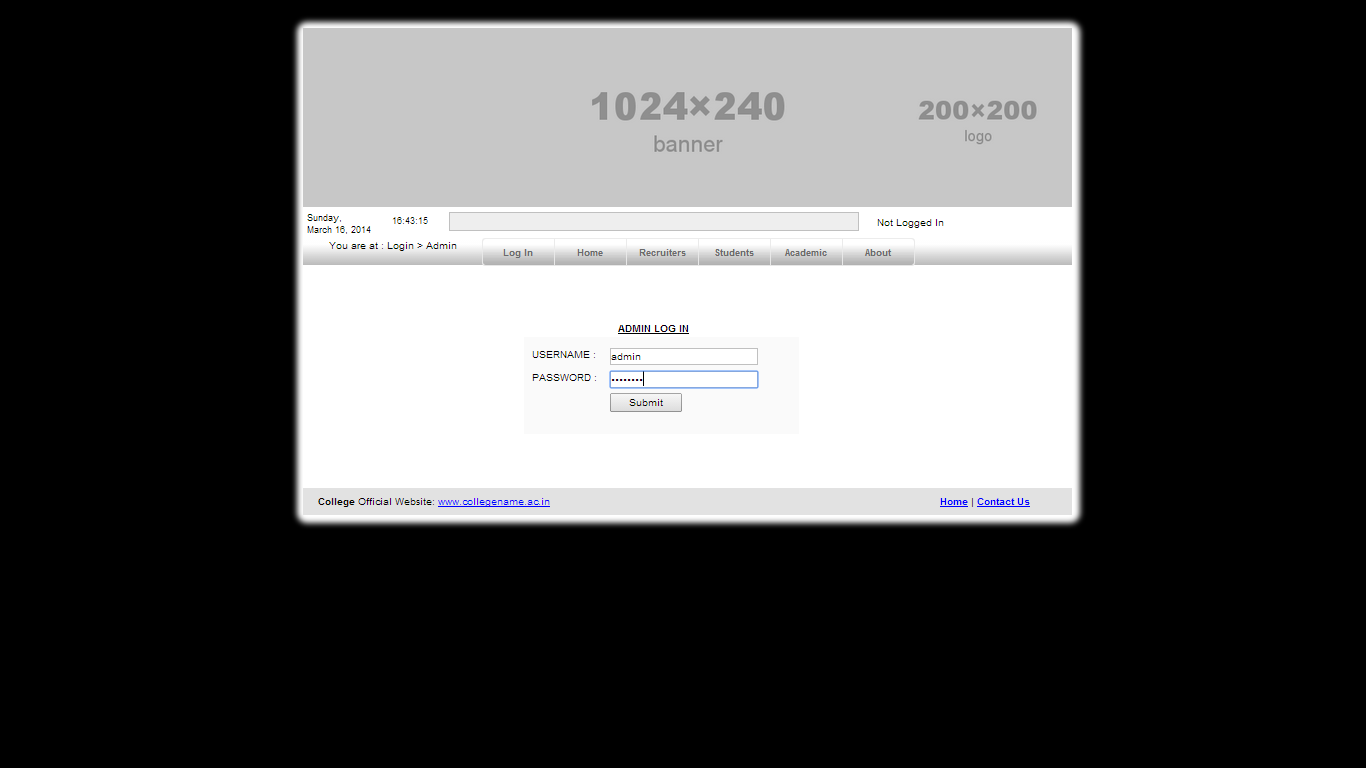 1024×240
banner
200×200
logo
Sunday,
March 16, 2014
16:43:15
Not Logged In
You are at : Login > Admin
Log In
Home
Recruiters
Students
Academic
About
ADMIN LOG IN
USERNAME :
admin
PASSWORD :
••••••••
Submit
College Official Website: www.collegename.ac.in
Home | Contact Us